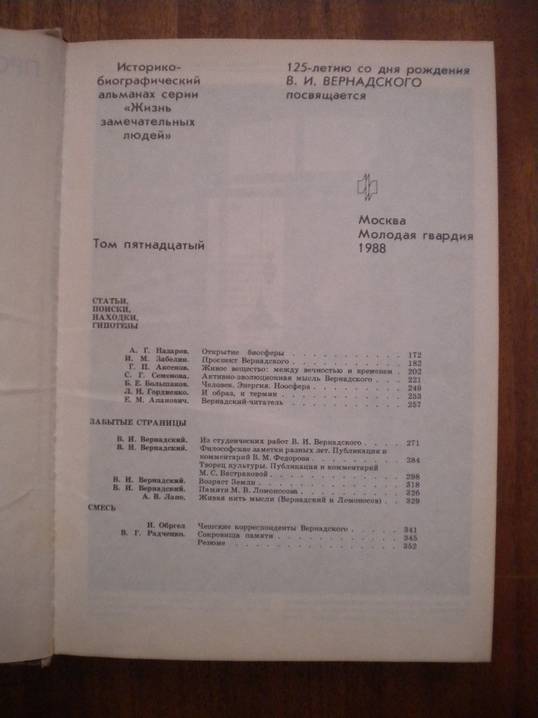 Историко-
биографический
альманах серии
«Жизнь
замечательных
людей»
125-летию со дня рождения
В. И. ВЕРНАДСКОГО
посвящается
Москва
Молодая гвардия
1988
Том пятнадцатый
СТАТЬИ,
ПОИСКИ,
НАХОДКИ,
ГИПОТЕЗЫ
А. Г. Назаров. Открытие биосферы . . . 172
И. М. Забелин. Проспект Вернадского . . . 182
Г. П. Аксенов. Живое вещество: между вечностью и временем . 202
С. Г. Семенова. Активно-эволюционная мысль Вернадского . . . 221
Б. Е. Большаков. Человек. Энергия. Ноосфера . . . 249
Л. И. Гордиенко. И образ, и термин . . . 253
Е. М. Апанович. Вернадский-читатель . . . 257
ЗАБЫТЫЕ СТРАНИЦЫ
В. И. Вернадский. Из студенческих работ В. И. Вернадского . . . 271
В. И. Вернадский. Философские заметки разных лет. Публикация и
комментарий В. М. Федорова . . . 284
Творец культуры. Публикация и комментарий
М. С. Бастраковой . . . 298
В. И. Вернадский. Возраст Земли . . . 318
В. И. Вернадский. Памяти М. В. Ломоносова . . . 326
А. В. Лапо. Живая нить мысли (Вернадский и Ломоносов) . 329
СМЕСЬ
И. Обрсел Чешские корреспонденты Вернадского . . . 341
В. Г. Радченко. Сокровища памяти . . . 345
Резюме . . . 352